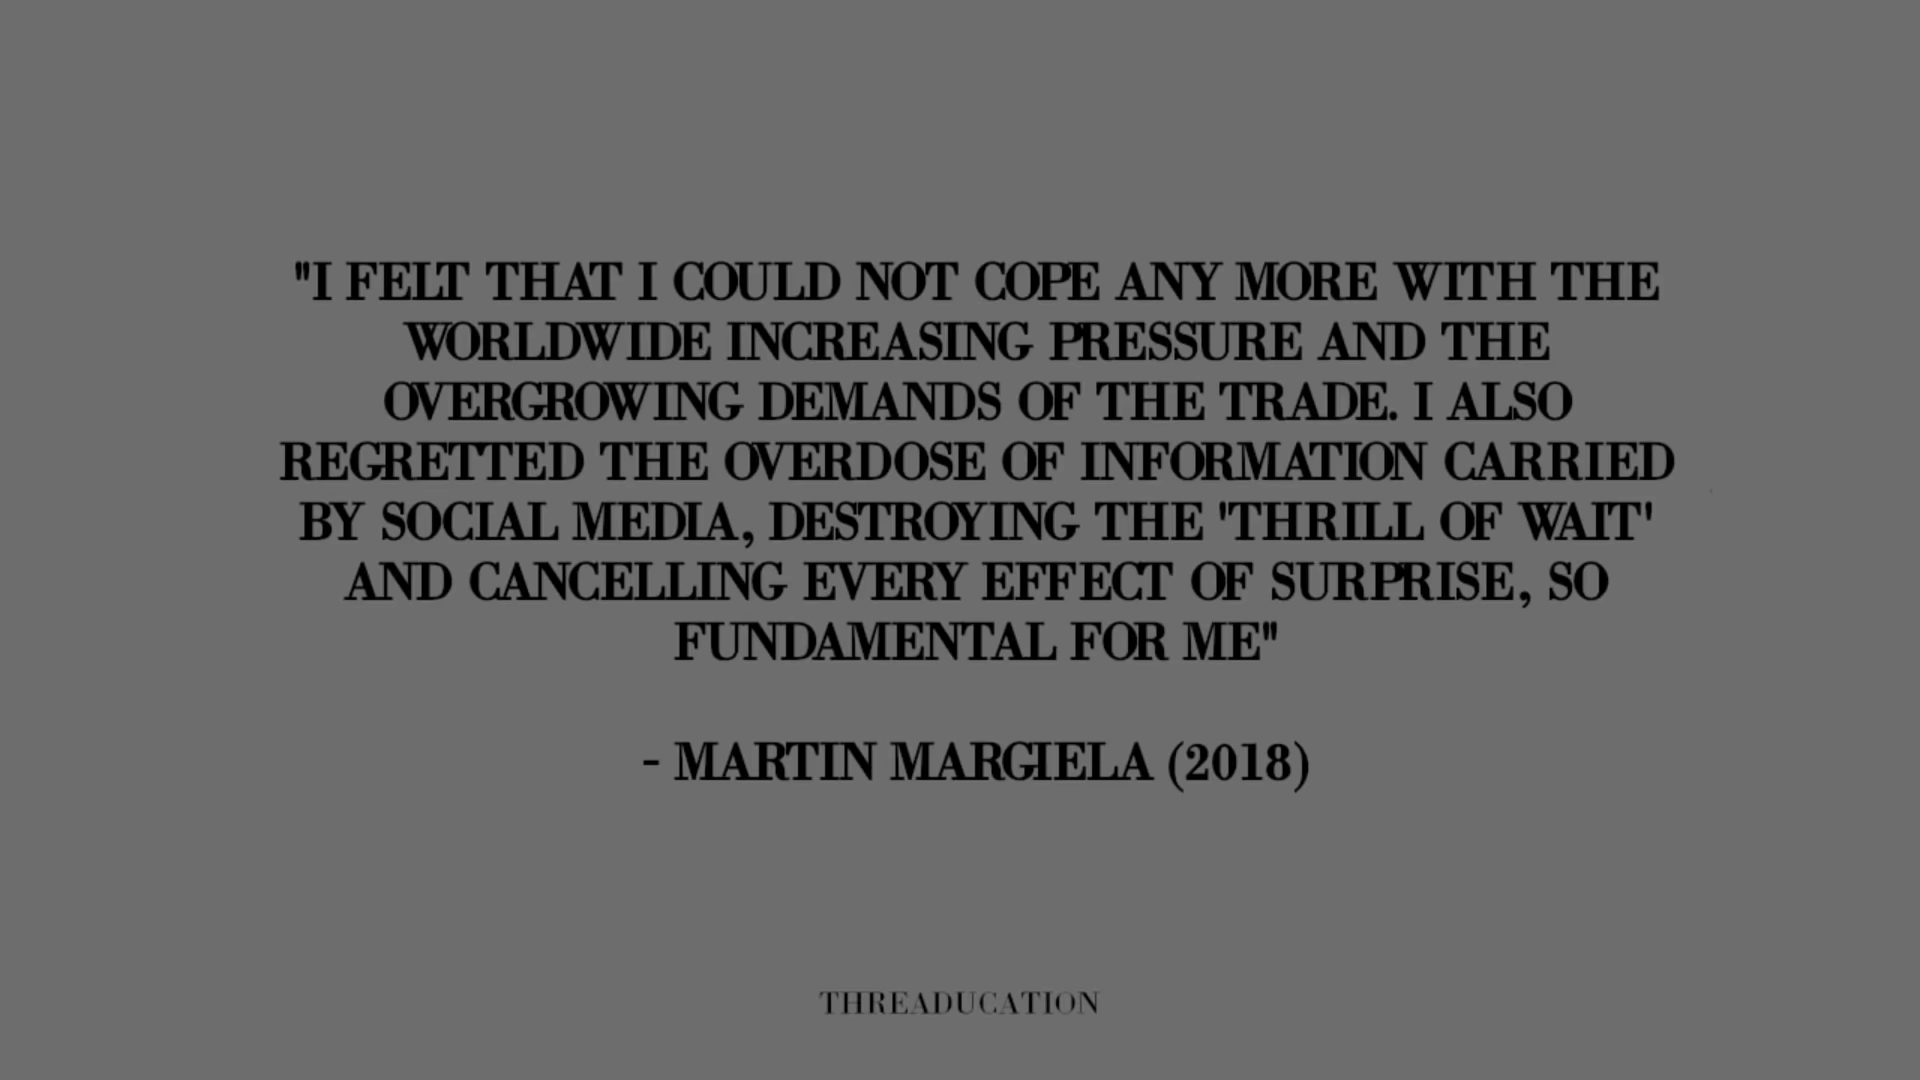 "I FELT THAT I COULD NOT COPE ANY MORE WITH THE
WORLDWIDE INCREASING PRESSURE AND THE
OVERGROWING DEMANDS OF THE TRADE. I ALSO
REGRETTED THE OVERDOSE OF INFORMATION CARRIED
BY SOCIAL MEDIA, DESTROYING THE 'THRILL OF WAIT'
AND CANCELLING EVERY EFFECT OF SURPRISE, SO
FUNDAMENTAL FOR ME"
- MARTIN MARGIELA (2018)
THREADUCATION